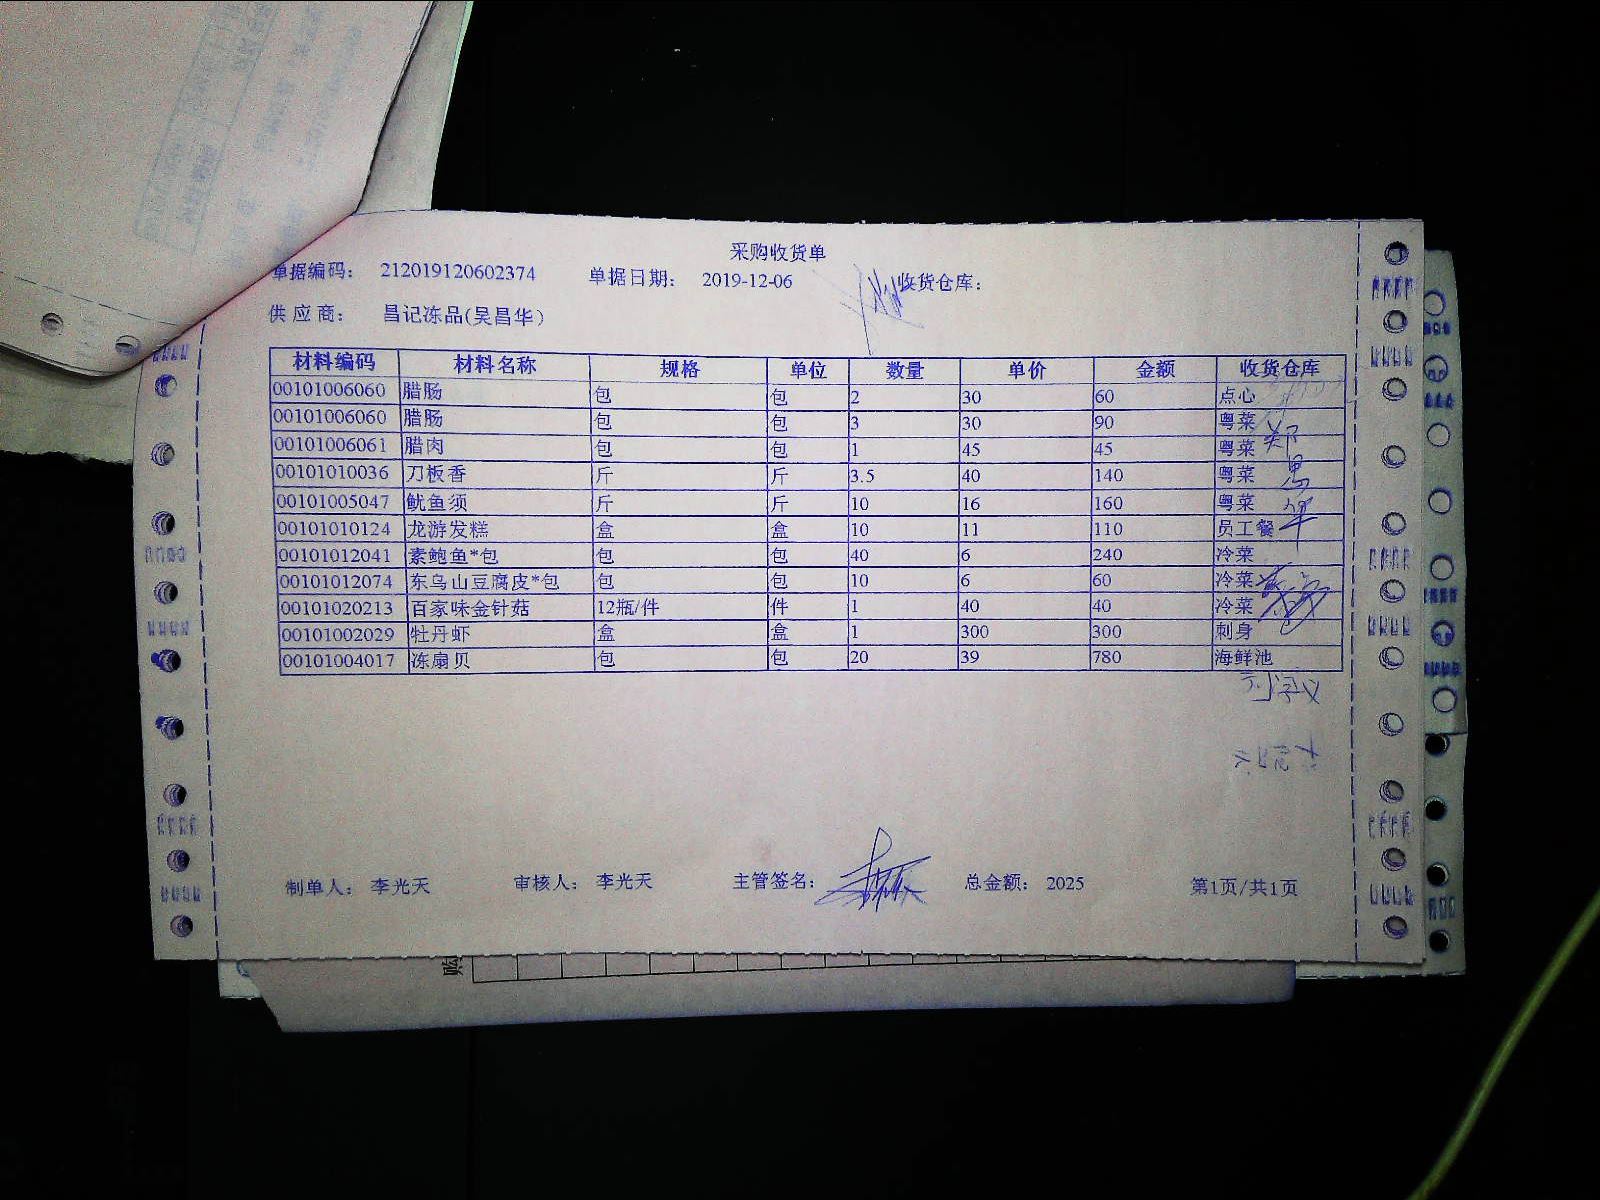 采购收货单
单据编码： 212019120602374 单据日期： 2019-12-06 收货仓库：
供应商： 昌记冻品(吴昌华)
材料编码 材料名称 规格 单位 数量 单价 金额 收货仓库
00101006060 腊肠 包 包 2 30 60 点心
00101006060 腊肠 包 包 3 30 90 粤菜
00101006061 腊肉 包 包 1 45 45 粤菜
00101010036 刀板香 斤 斤 3.5 40 140 粤菜
00101005047 鱿鱼须 斤 斤 10 16 160 粤菜
00101010124 龙游发糕 盒 盒 10 11 110 员工餐
00101012041 素鲍鱼*包 包 包 40 6 240 冷菜
00101012074 东乌山豆腐皮*包 包 包 10 6 60 冷菜
00101020213 百家味金针菇 12瓶/件 件 1 40 40 冷菜
00101002029 牡丹虾 盒 盒 1 300 300 刺身
00101004017 冻扇贝 包 包 20 39 780 海鲜池
制单人： 李光天 审核人： 李光天 主管签名： 总金额： 2025 第1页/共1页